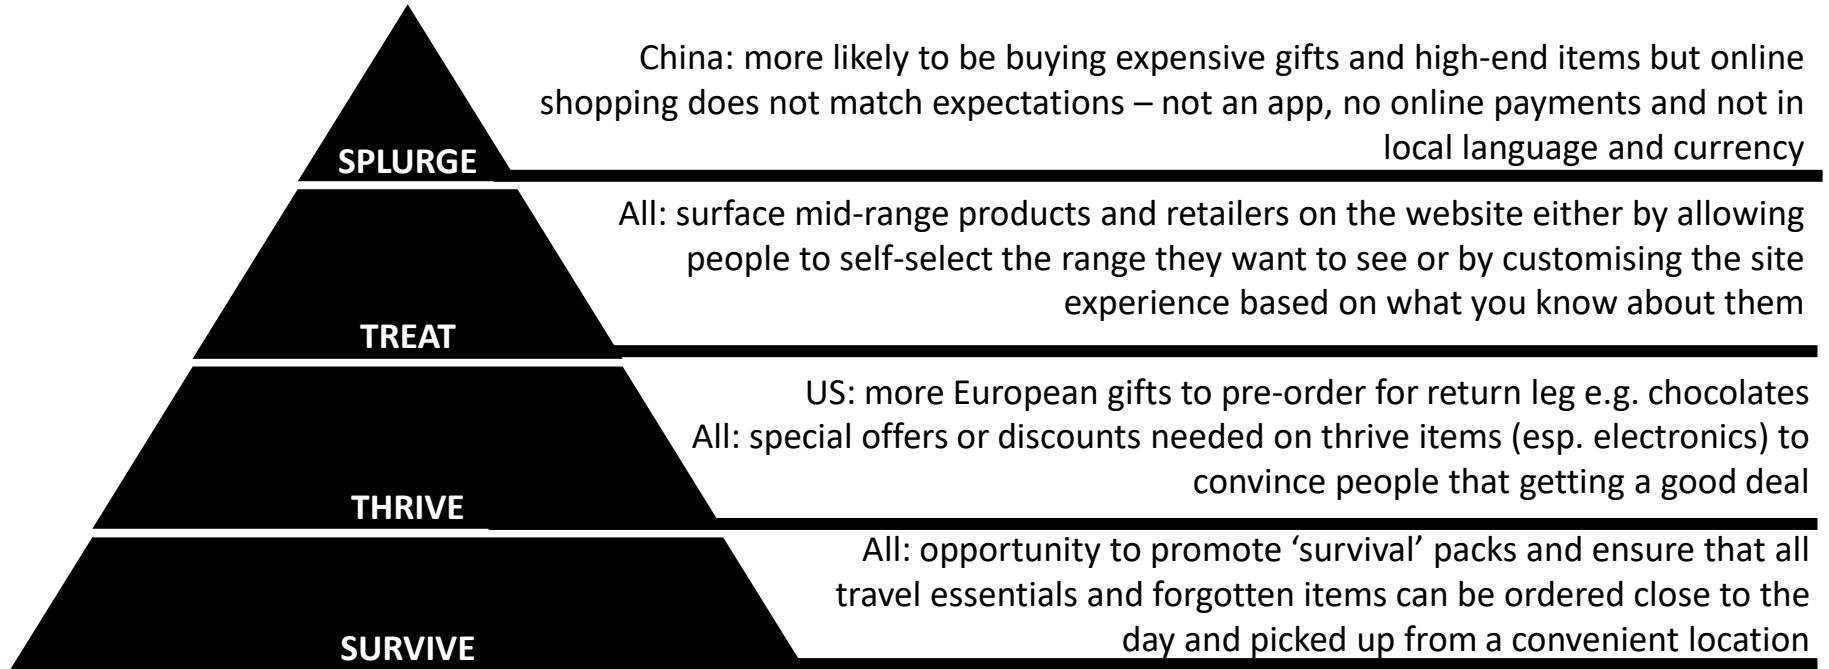 China: more likely to be buying expensive gifts and high-end items but online
shopping does not match expectations – not an app, no online payments and not in
local language and currency
SPLURGE
All: surface mid-range products and retailers on the website either by allowing
people to self-select the range they want to see or by customising the site
experience based on what you know about them
TREAT
US: more European gifts to pre-order for return leg e.g. chocolates
All: special offers or discounts needed on thrive items (esp. electronics) to
convince people that getting a good deal
THRIVE
All: opportunity to promote ‘survival’ packs and ensure that all
travel essentials and forgotten items can be ordered close to the
day and picked up from a convenient location
SURVIVE